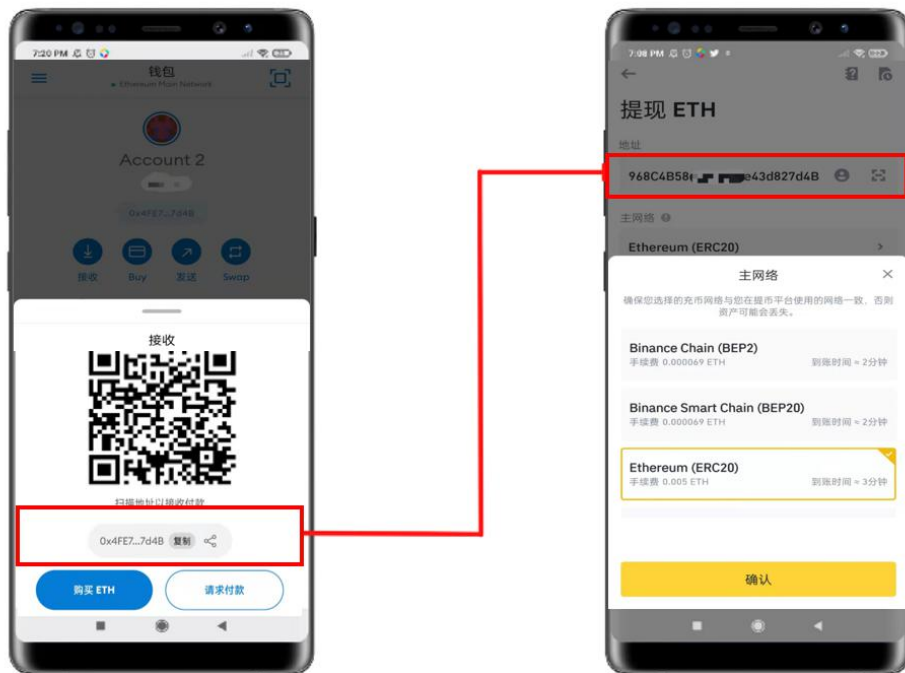 7:20 PM
钱包
Ethereum Main Network
Account 2
0x4FE7...7d4B
接收
Buy
发送
Swap
接收
扫描地址以接收付款
0x4FE7...7d4B 复制
购买 ETH
请求付款
7:08 PM
提现 ETH
地址
968C4B58 e43d827d4B
主网络
Ethereum (ERC20)
主网络
确保您选择的充币网络与您在提币平台使用的网络一致，否则
资产可能会丢失。
Binance Chain (BEP2)
手续费 0.000069 ETH 到账时间 ≈ 2分钟
Binance Smart Chain (BEP20)
手续费 0.000069 ETH 到账时间 ≈ 2分钟
Ethereum (ERC20)
手续费 0.005 ETH 到账时间 ≈ 3分钟
确认